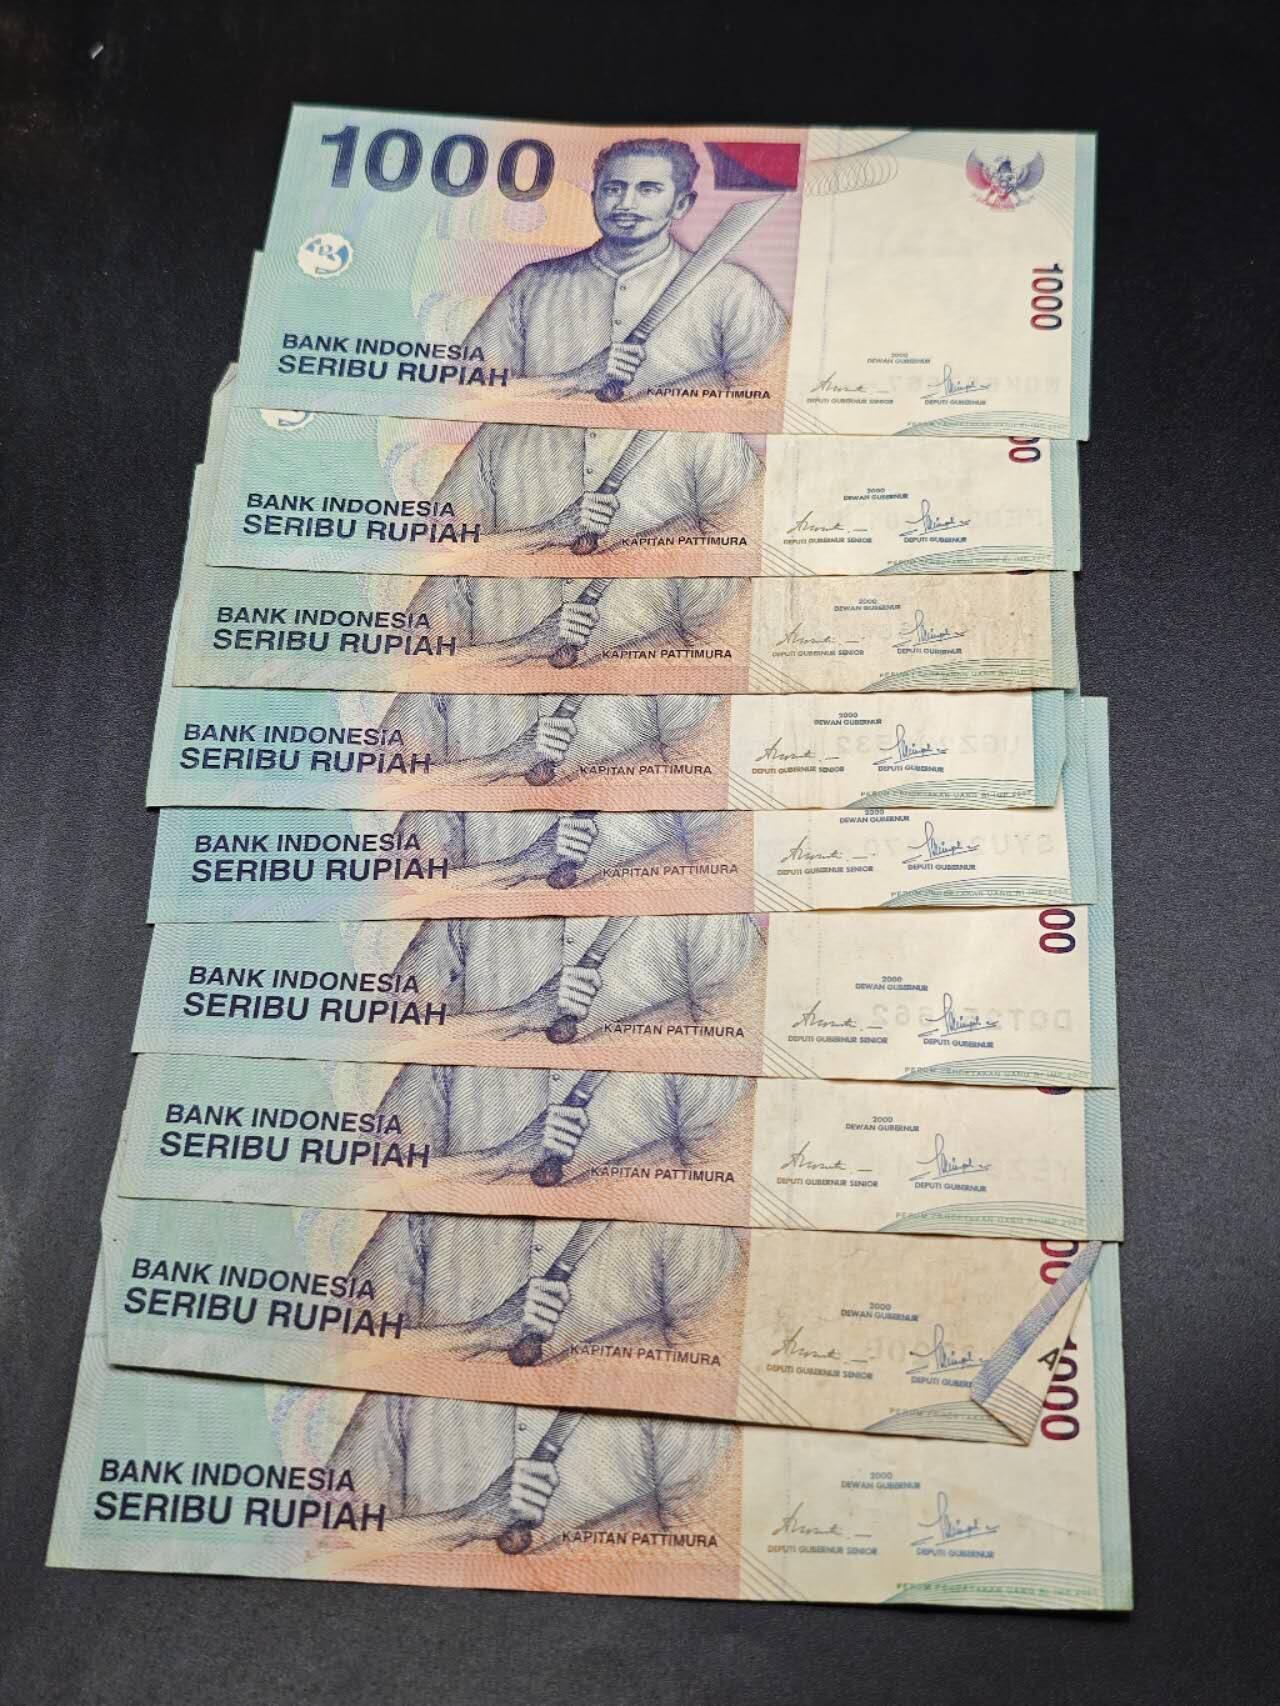 1000
1000
BANK INDONESIA
SERIBU RUPIAH
KAPITAN PATTIMURA
2000
DEWAN GUBERNUR
DEPUTI GUBERNUR SENIOR
DEPUTI GUBERNUR
00
BANK INDONESIA
SERIBU RUPIAH
KAPITAN PATTIMURA
2000
DEWAN GUBERNUR
DEPUTI GUBERNUR SENIOR
DEPUTI GUBERNUR
BANK INDONESIA
SERIBU RUPIAH
KAPITAN PATTIMURA
2000
DEWAN GUBERNUR
DEPUTI GUBERNUR SENIOR
DEPUTI GUBERNUR
BANK INDONESIA
SERIBU RUPIAH
KAPITAN PATTIMURA
2000
DEWAN GUBERNUR
DEPUTI GUBERNUR SENIOR
DEPUTI GUBERNUR
BANK INDONESIA
SERIBU RUPIAH
KAPITAN PATTIMURA
2000
DEWAN GUBERNUR
DEPUTI GUBERNUR SENIOR
DEPUTI GUBERNUR
00
BANK INDONESIA
SERIBU RUPIAH
KAPITAN PATTIMURA
2000
DEWAN GUBERNUR
DEPUTI GUBERNUR SENIOR
DEPUTI GUBERNUR
BANK INDONESIA
SERIBU RUPIAH
KAPITAN PATTIMURA
2000
DEWAN GUBERNUR
DEPUTI GUBERNUR SENIOR
DEPUTI GUBERNUR
00
BANK INDONESIA
SERIBU RUPIAH
KAPITAN PATTIMURA
2000
DEWAN GUBERNUR
DEPUTI GUBERNUR SENIOR
DEPUTI
A
BANK INDONESIA
SERIBU RUPIAH
KAPITAN PATTIMURA
2000
DEWAN GUBERNUR
DEPUTI GUBERNUR SENIOR
DEPUTI GUBERNUR